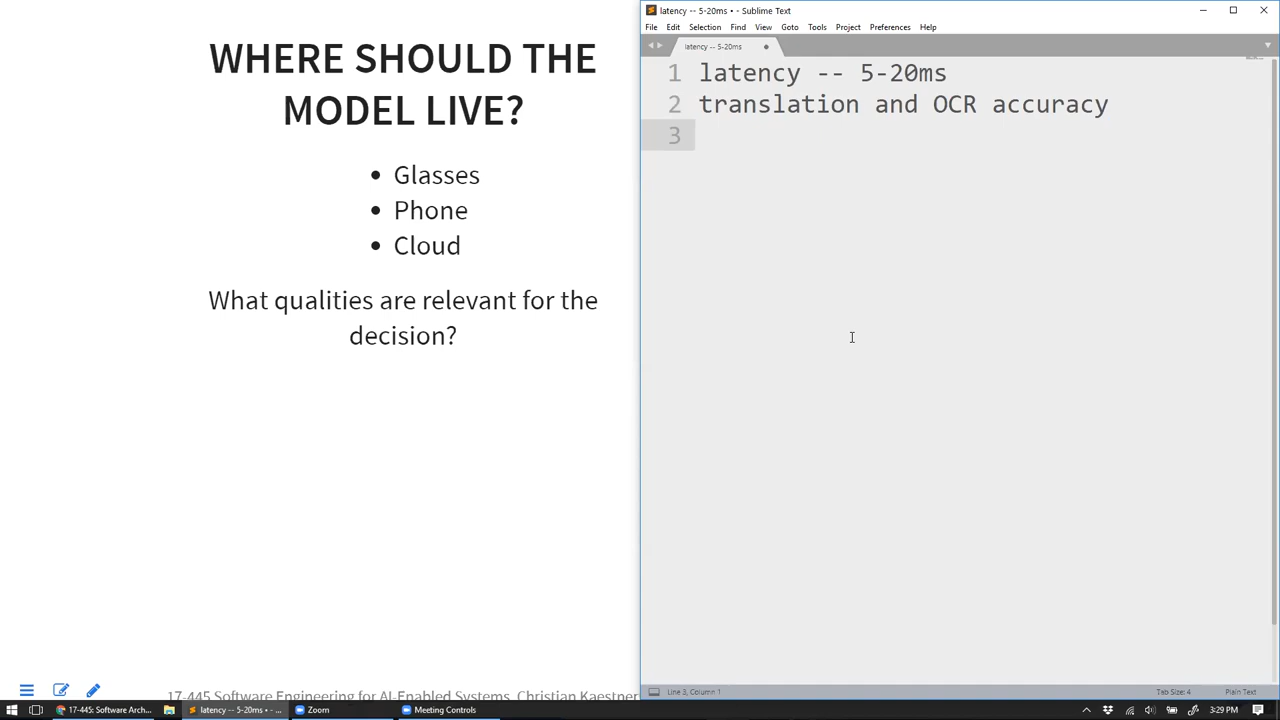 WHERE SHOULD THE
MODEL LIVE?
Glasses
Phone
Cloud
What qualities are relevant for the
decision?
17-445 Software Engineering for AI-Enabled Systems, Christian Kaestner
latency -- 5-20ms • - Sublime Text
File Edit Selection Find View Goto Tools Project Preferences Help
latency -- 5-20ms
1 latency -- 5-20ms
2 translation and OCR accuracy
3
Line 3, Column 1
Tab Size: 4
Plain Text
17-445: Software Arch...
latency -- 5-20ms • - ...
Zoom
Meeting Controls
3:29 PM